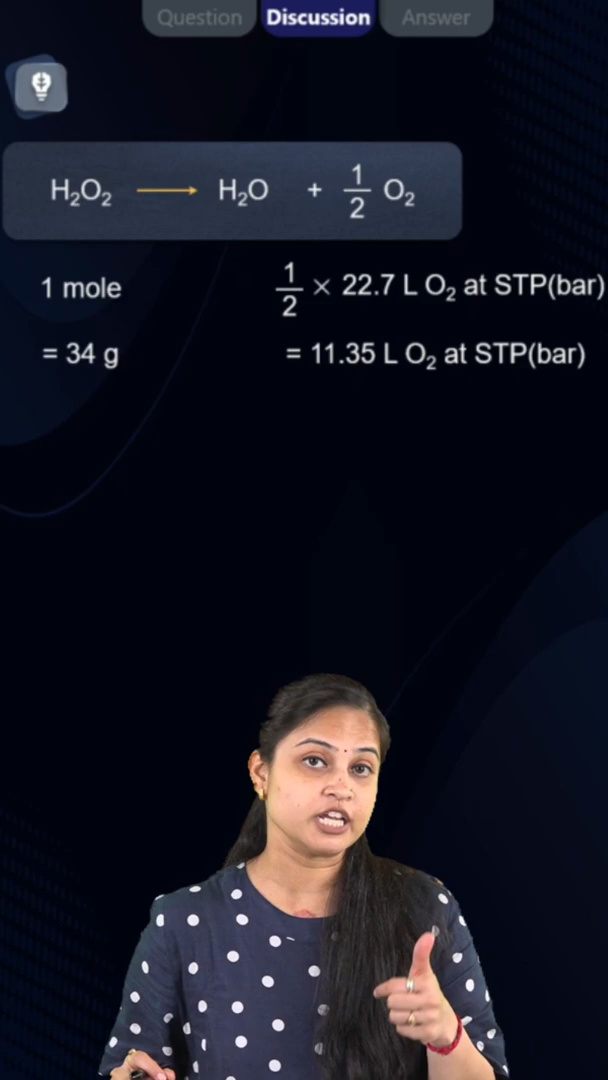 Question Discussion Answer
H₂O₂ ⟶ H₂O + 1/2 O₂
1 mole 1/2 × 22.7 L O₂ at STP(bar)
= 34 g = 11.35 L O₂ at STP(bar)